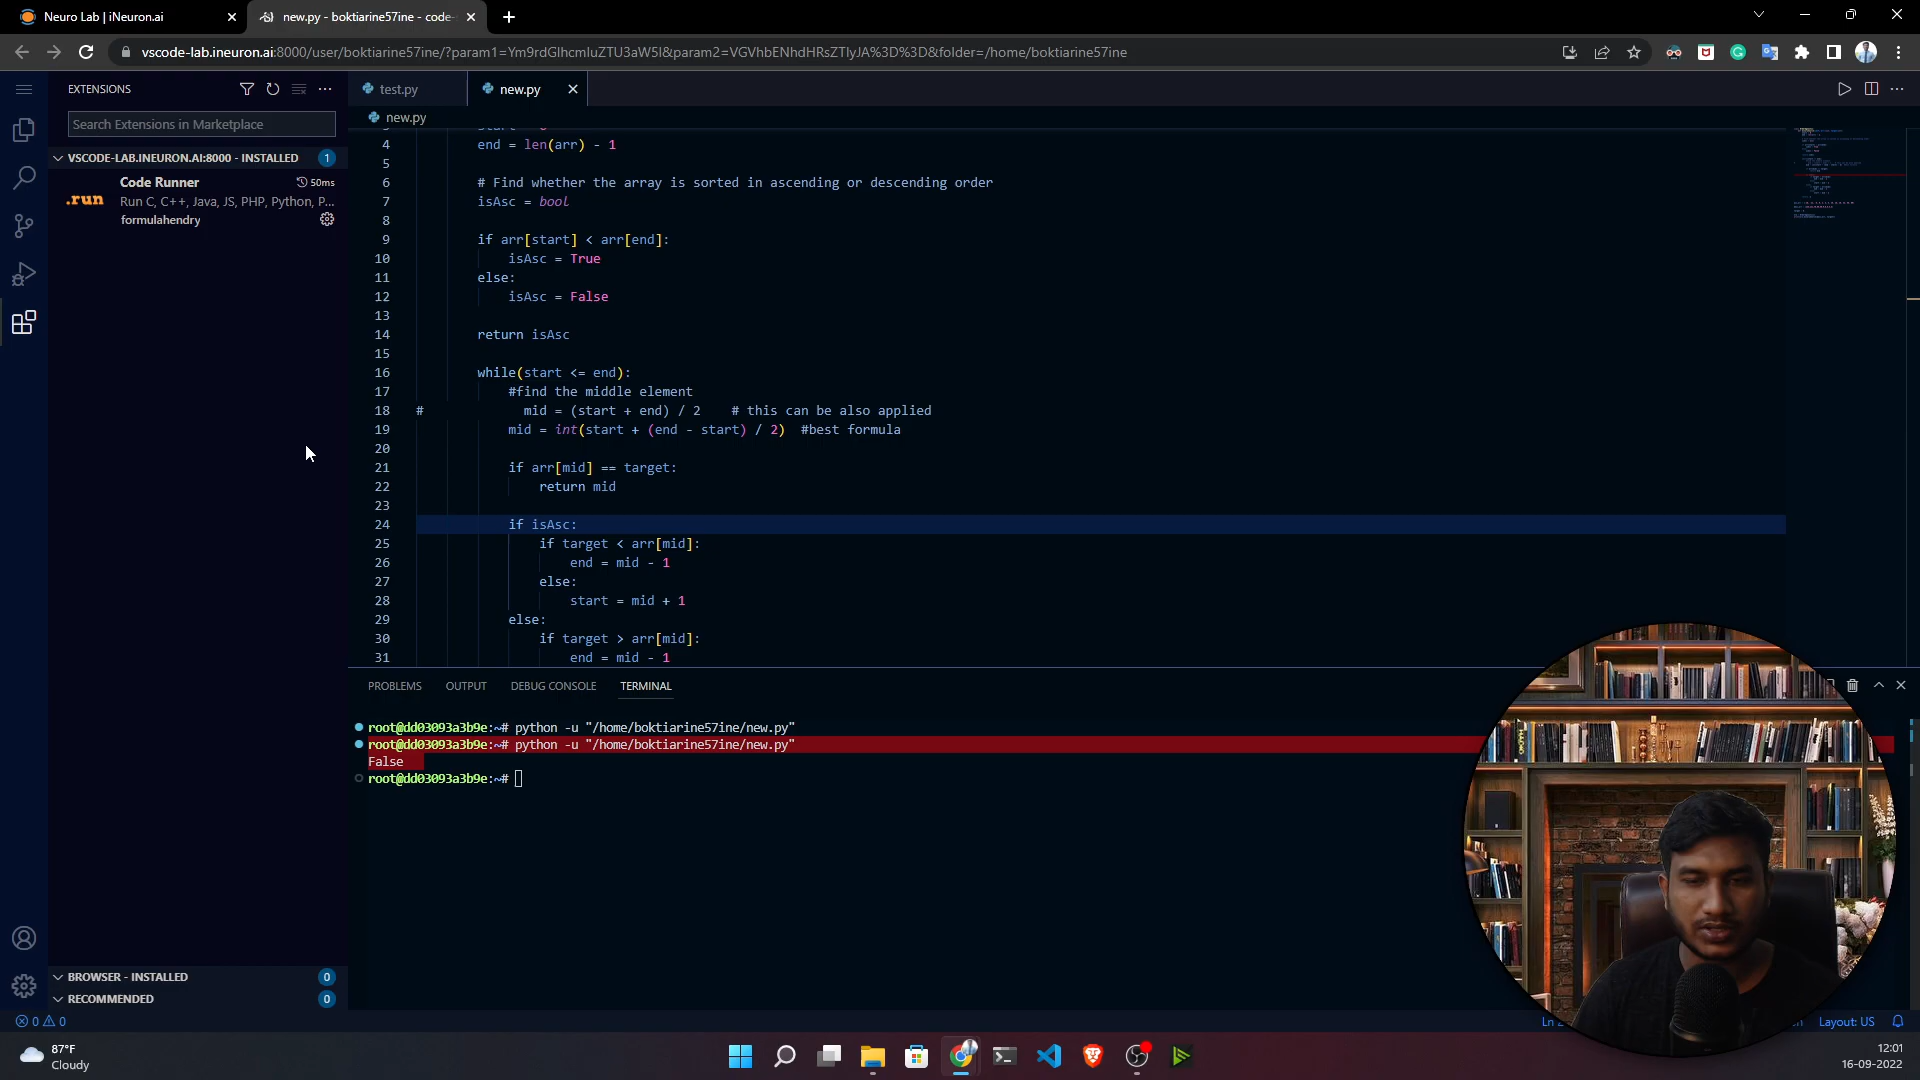 Neuro Lab | iNeuron.ai
new.py - boktiarine57ine - code-
vscode-lab.ineuron.ai:8000/user/boktiarine57ine/?param1=Ym9rdGlhcmluZTU3aW5l&param2=VGVhbENhdHRsZTIyJA%3D%3D&folder=/home/boktiarine57ine
EXTENSIONS
Search Extensions in Marketplace
VSCODE-LAB.INEURON.AI:8000 - INSTALLED 1
Code Runner 50ms
.run
Run C, C++, Java, JS, PHP, Python, P...
formulahendry
BROWSER - INSTALLED 0
RECOMMENDED 0
test.py
new.py
new.py
4 end = len(arr) - 1
5
6 # Find whether the array is sorted in ascending or descending order
7 isAsc = bool
8
9 if arr[start] < arr[end]:
10 isAsc = True
11 else:
12 isAsc = False
13
14 return isAsc
15
16 while(start <= end):
17 #find the middle element
18 # mid = (start + end) / 2 # this can be also applied
19 mid = int(start + (end - start) / 2) #best formula
20
21 if arr[mid] == target:
22 return mid
23
24 if isAsc:
25 if target < arr[mid]:
26 end = mid - 1
27 else:
28 start = mid + 1
29 else:
30 if target > arr[mid]:
31 end = mid - 1
PROBLEMS OUTPUT DEBUG CONSOLE TERMINAL
root@dd03093a3b9e:~# python -u "/home/boktiarine57ine/new.py"
root@dd03093a3b9e:~# python -u "/home/boktiarine57ine/new.py"
False
root@dd03093a3b9e:~#
0 0
Layout: US
87°F
Cloudy
12:01
16-09-2022